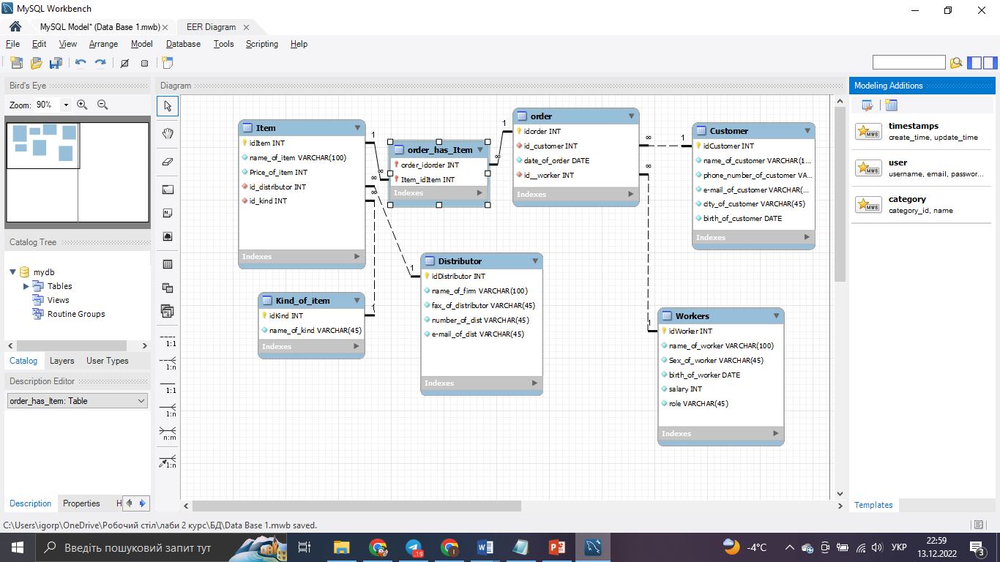 MySQL Workbench
MySQL Model* (Data Base 1.mwb) × EER Diagram ×
File Edit View Arrange Model Database Tools Scripting Help
Bird's Eye
Zoom: 90%
Catalog Tree
mydb
Tables
Views
Routine Groups
Catalog Layers User Types
Description Editor
order_has_Item: Table
Description Properties H
1:1
1:n
1:1
1:n
n:m
1:n
Diagram
Item
idItem INT
name_of_item VARCHAR(100)
Price_of_item INT
id_distributor INT
id_kind INT
Indexes
1
∞
∞
∞
order_has_Item
order_idorder INT
Item_idItem INT
Indexes
1
∞
order
idorder INT
id_customer INT
date_of_order DATE
id__worker INT
Indexes
∞
1
∞
Customer
idCustomer INT
name_of_customer VARCHAR(1...
phone_number_of_customer VA...
e-mail_of_customer VARCHAR(...
city_of_customer VARCHAR(45)
birth_of_customer DATE
Indexes
Kind_of_item
idKind INT
name_of_kind VARCHAR(45)
Indexes
1
1
Distributor
idDistributor INT
name_of_firm VARCHAR(100)
fax_of_distributor VARCHAR(45)
number_of_dist VARCHAR(45)
e-mail_of_dist VARCHAR(45)
Indexes
1
Workers
idWorker INT
name_of_worker VARCHAR(100)
Sex_of_worker VARCHAR(45)
birth_of_worker DATE
salary INT
role VARCHAR(45)
Indexes
Modeling Additions
MWB
timestamps
create_time, update_time
MWB
user
username, email, passwor...
MWB
category
category_id, name
Templates
C:\Users\igorp\OneDrive\Робочий стіл\лаби 2 курс\БД\Data Base 1.mwb saved.
Введіть пошуковий запит тут
.19
-4°C
УКР
22:59
13.12.2022
3